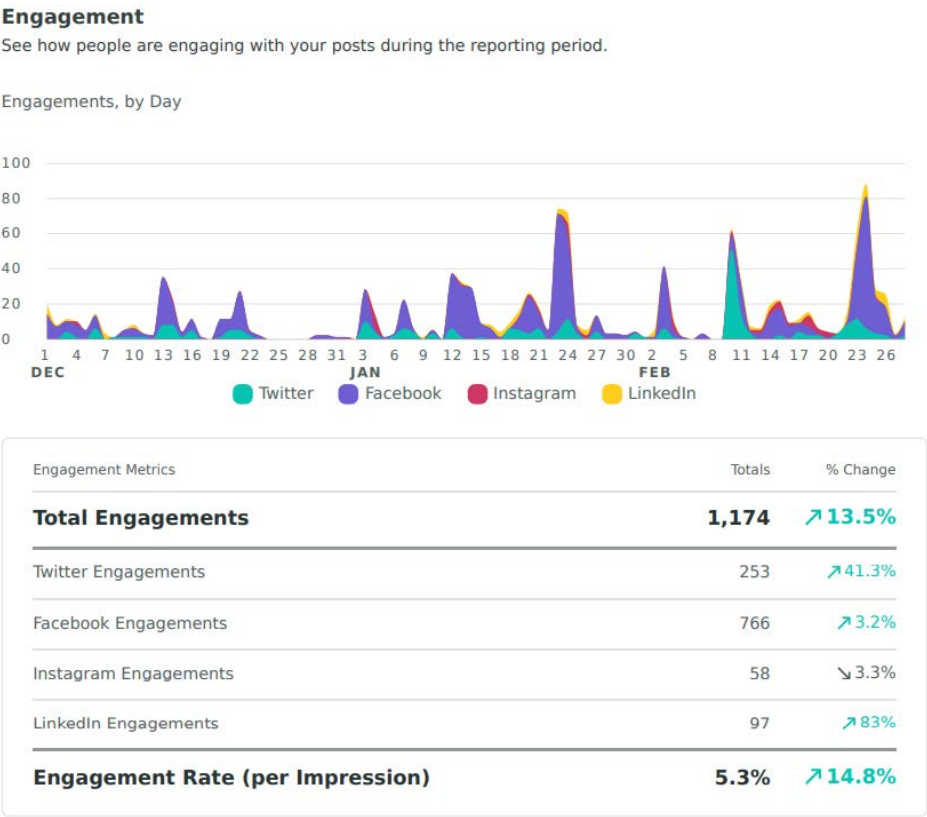 Engagement
See how people are engaging with your posts during the reporting period.
Engagements, by Day
100
80
60
40
20
0
1 4 7 10 13 16 19 22 25 28 31 3 6 9 12 15 18 21 24 27 30 2 5 8 11 14 17 20 23 26
DEC JAN FEB
Twitter Facebook Instagram LinkedIn
Engagement Metrics Totals % Change
Total Engagements 1,174 ↗13.5%
Twitter Engagements 253 ↗41.3%
Facebook Engagements 766 ↗3.2%
Instagram Engagements 58 ↘3.3%
LinkedIn Engagements 97 ↗83%
Engagement Rate (per Impression) 5.3% ↗14.8%